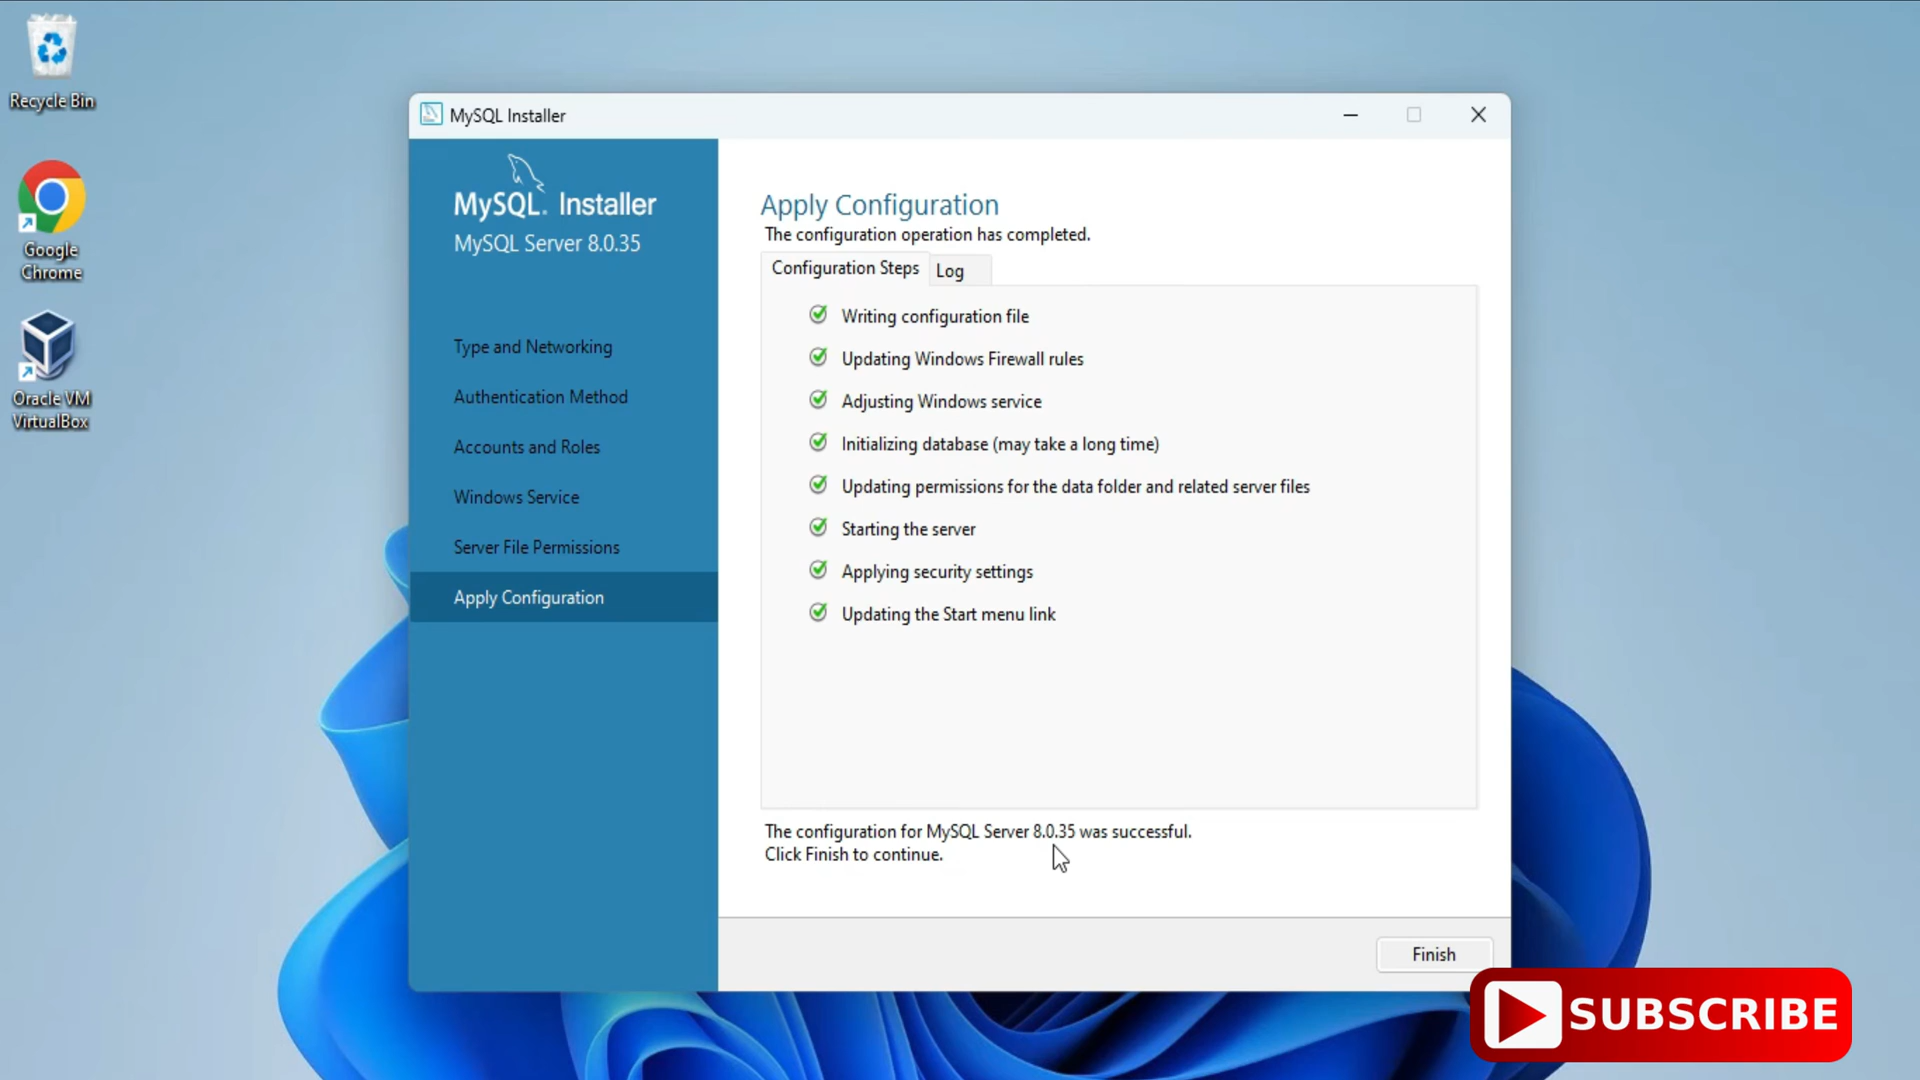 Recycle Bin
Google
Chrome
Oracle VM
VirtualBox
MySQL Installer
MySQL. Installer
MySQL Server 8.0.35
Type and Networking
Authentication Method
Accounts and Roles
Windows Service
Server File Permissions
Apply Configuration
Apply Configuration
The configuration operation has completed.
Configuration Steps
Log
Writing configuration file
Updating Windows Firewall rules
Adjusting Windows service
Initializing database (may take a long time)
Updating permissions for the data folder and related server files
Starting the server
Applying security settings
Updating the Start menu link
The configuration for MySQL Server 8.0.35 was successful.
Click Finish to continue.
Finish
SUBSCRIBE